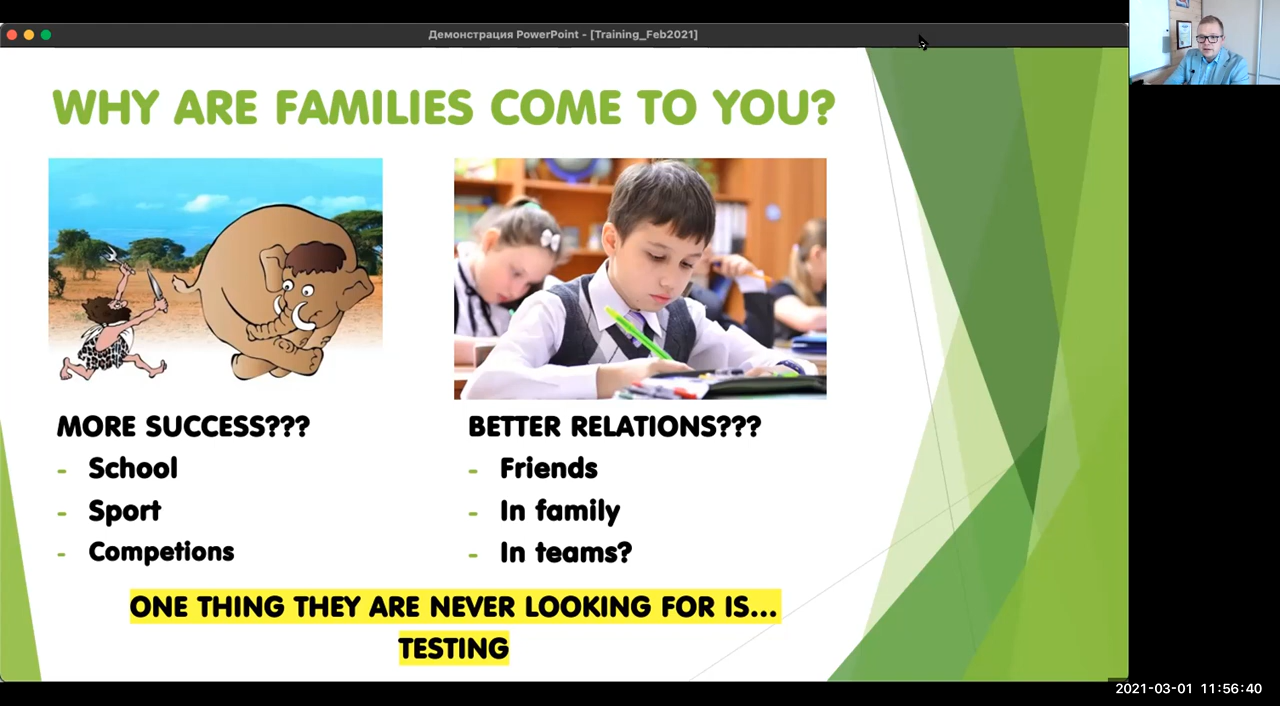 Демонстрация PowerPoint - [Training_Feb2021]
WHY ARE FAMILIES COME TO YOU?
MORE SUCCESS???
- School
- Sport
- Competions
BETTER RELATIONS???
- Friends
- In family
- In teams?
ONE THING THEY ARE NEVER LOOKING FOR IS...
TESTING
2021-03-01 11:56:40